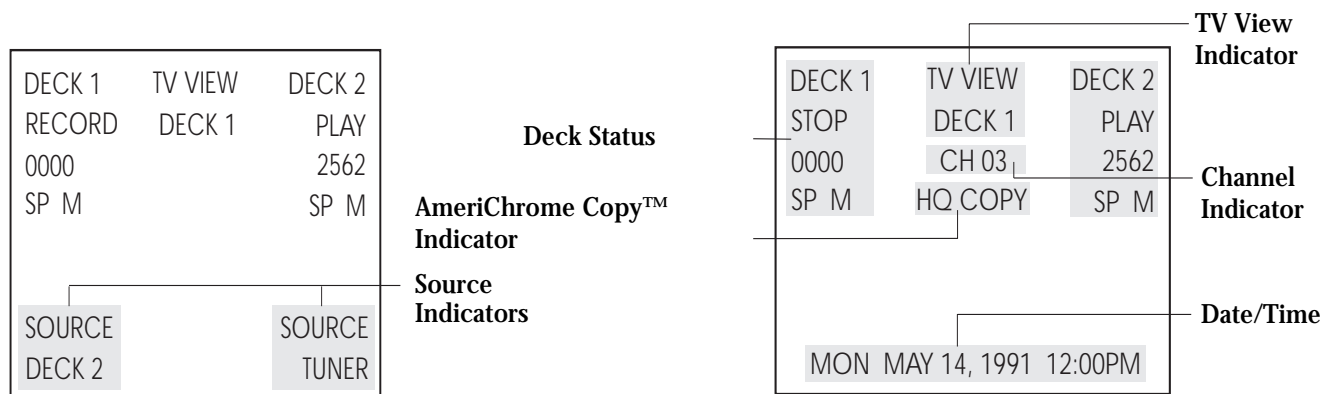 DECK 1 TV VIEW DECK 2
RECORD DECK 1 PLAY
0000 2562
SP M SP M
SOURCE SOURCE
DECK 2 TUNER
Deck Status
AmeriChrome Copy™
Indicator
Source
Indicators
DECK 1 TV VIEW DECK 2
STOP DECK 1 PLAY
0000 CH 03 2562
SP M HQ COPY SP M
MON MAY 14, 1991 12:00PM
TV View
Indicator
Channel
Indicator
Date/Time